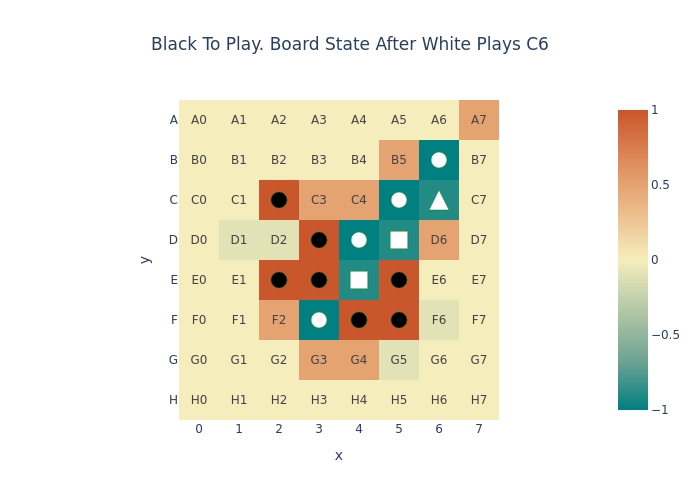 Black To Play. Board State After White Plays C6
A A0 A1 A2 A3 A4 A5 A6 A7
B B0 B1 B2 B3 B4 B5 B7
C C0 C1 C3 C4 C7
D D0 D1 D2 D6 D7
E E0 E1 E6 E7
F F0 F1 F2 F6 F7
G G0 G1 G2 G3 G4 G5 G6 G7
H H0 H1 H2 H3 H4 H5 H6 H7
0 1 2 3 4 5 6 7
x
y
1
0.5
0
−0.5
−1